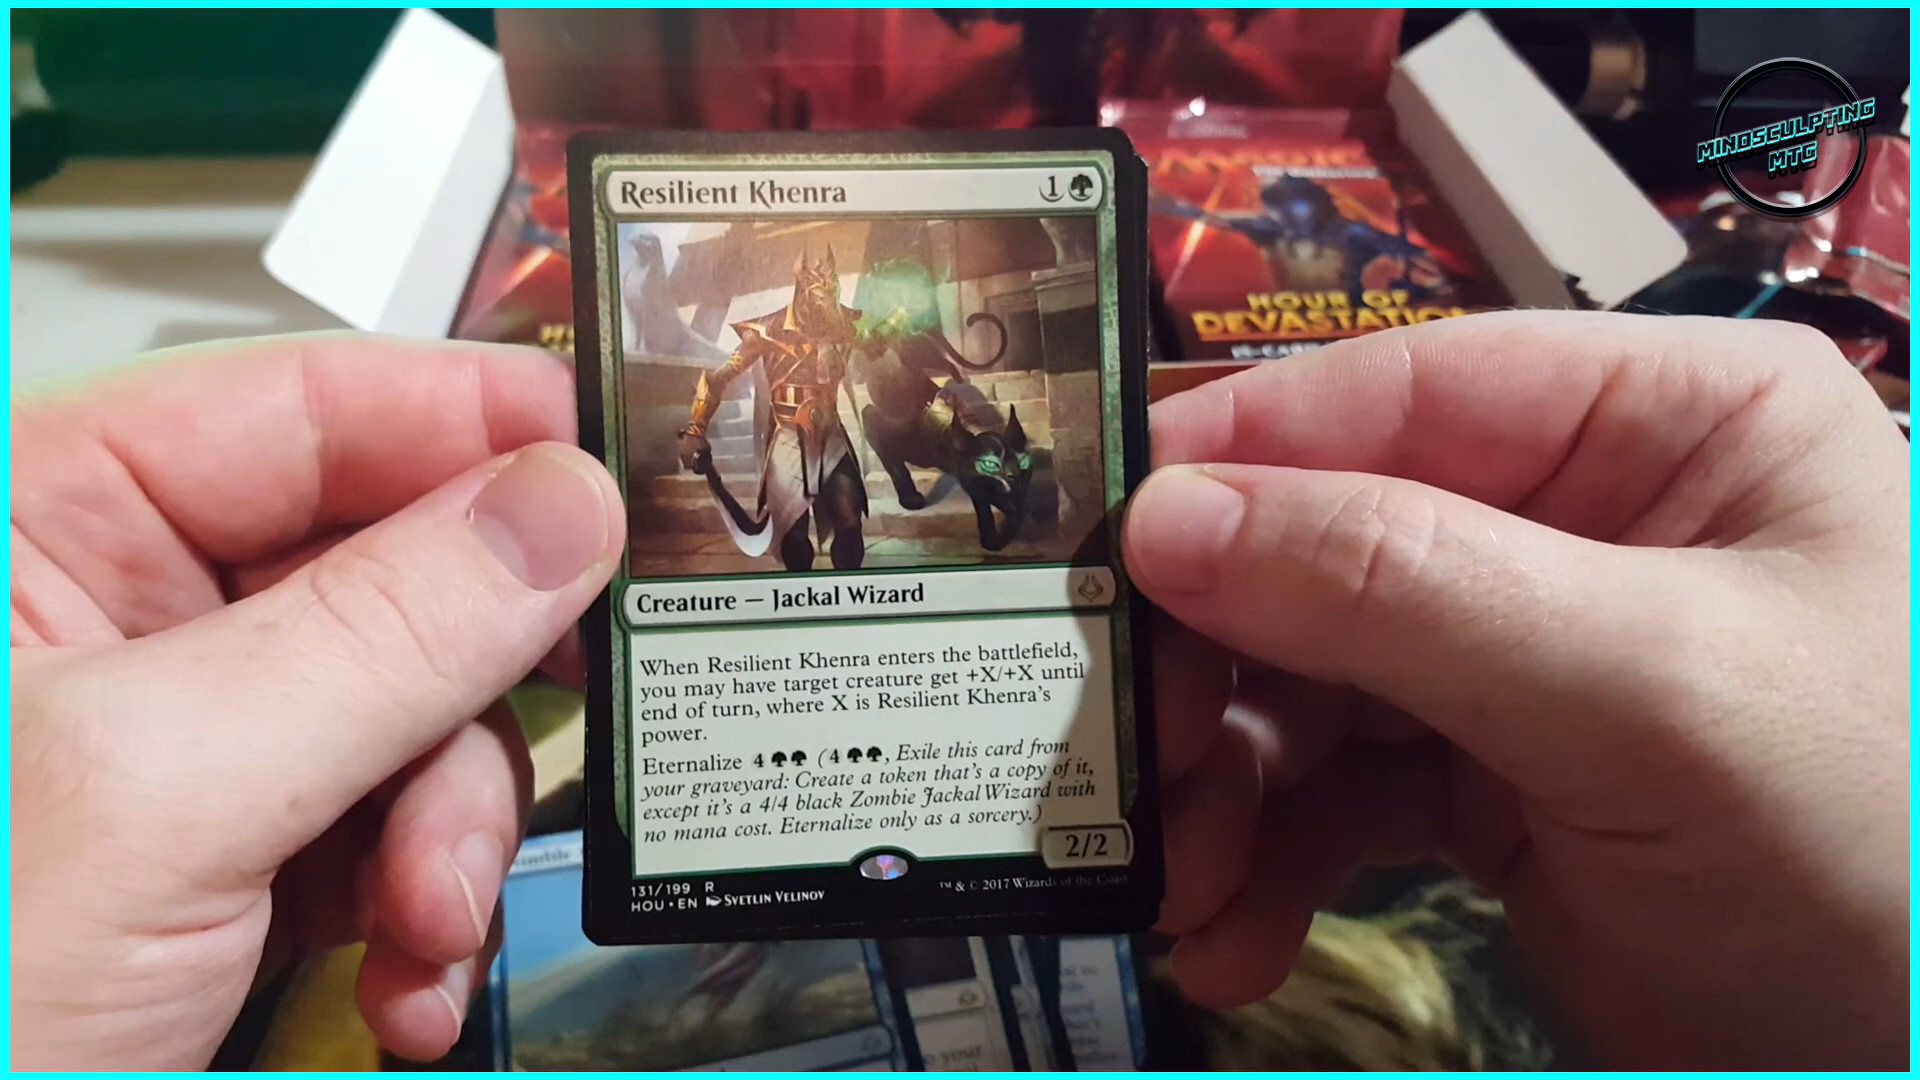 MINDSCULPTING
MTG
Resilient Khenra
1
HOUR OF
DEVASTATION
Creature — Jackal Wizard
When Resilient Khenra enters the battlefield,
you may have target creature get +X/+X until
end of turn, where X is Resilient Khenra's
power.
Eternalize 4 (4 , Exile this card from
your graveyard: Create a token that's a copy of it,
except it's a 4/4 black Zombie Jackal Wizard with
no mana cost. Eternalize only as a sorcery.)
2/2
131/199 R
HOU • EN SVETLIN VELINOV
™ & © 2017 Wizards of the Coast